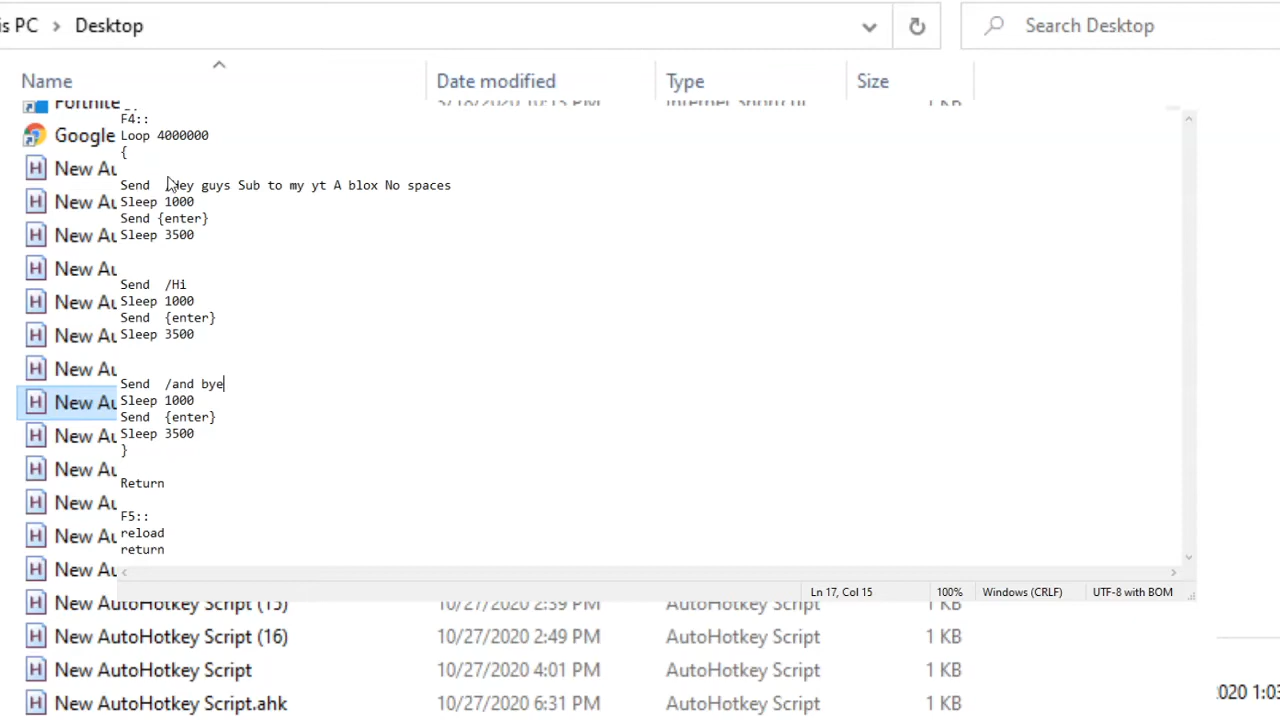 is PC > Desktop
Search Desktop
Name
Date modified
Type
Size
Fortnite
Google
New Au
New Au
New Au
New Au
New Au
New Au
New Au
New Au
New Au
New Au
New Au
New Au
New Au
F4::
Loop 4000000
{
Send guys Sub to my yt A blox No spaces
Sleep 1000
Send {enter}
Sleep 3500
Send /Hi
Sleep 1000
Send {enter}
Sleep 3500
Send /and bye
Sleep 1000
Send {enter}
Sleep 3500
}
Return
F5::
reload
return
Ln 17, Col 15
100%
Windows (CRLF)
UTF-8 with BOM
New AutoHotkey Script (15) 10/27/2020 2:39 PM AutoHotkey Script 1 KB
New AutoHotkey Script (16) 10/27/2020 2:49 PM AutoHotkey Script 1 KB
New AutoHotkey Script 10/27/2020 4:01 PM AutoHotkey Script 1 KB
New AutoHotkey Script.ahk 10/27/2020 6:31 PM AutoHotkey Script 1 KB
2020 1:03